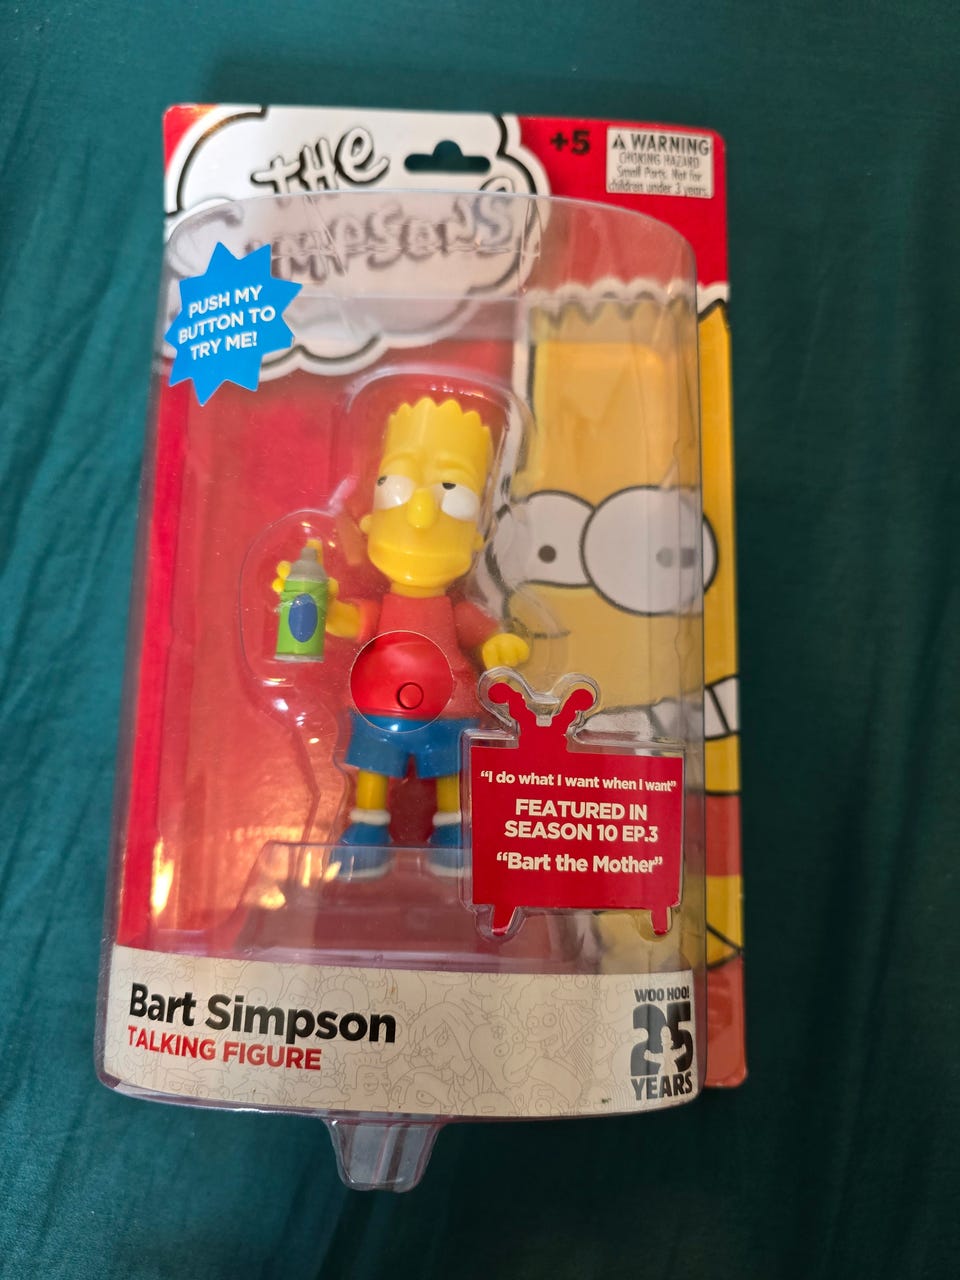 THE
SIMPSONS
+5
WARNING
CHOKING HAZARD
Small Parts. Not for
children under 3 years.
PUSH MY
BUTTON TO
TRY ME!
"I do what I want when I want"
FEATURED IN
SEASON 10 EP.3
"Bart the Mother"
Bart Simpson
TALKING FIGURE
WOO HOO!
25
YEARS